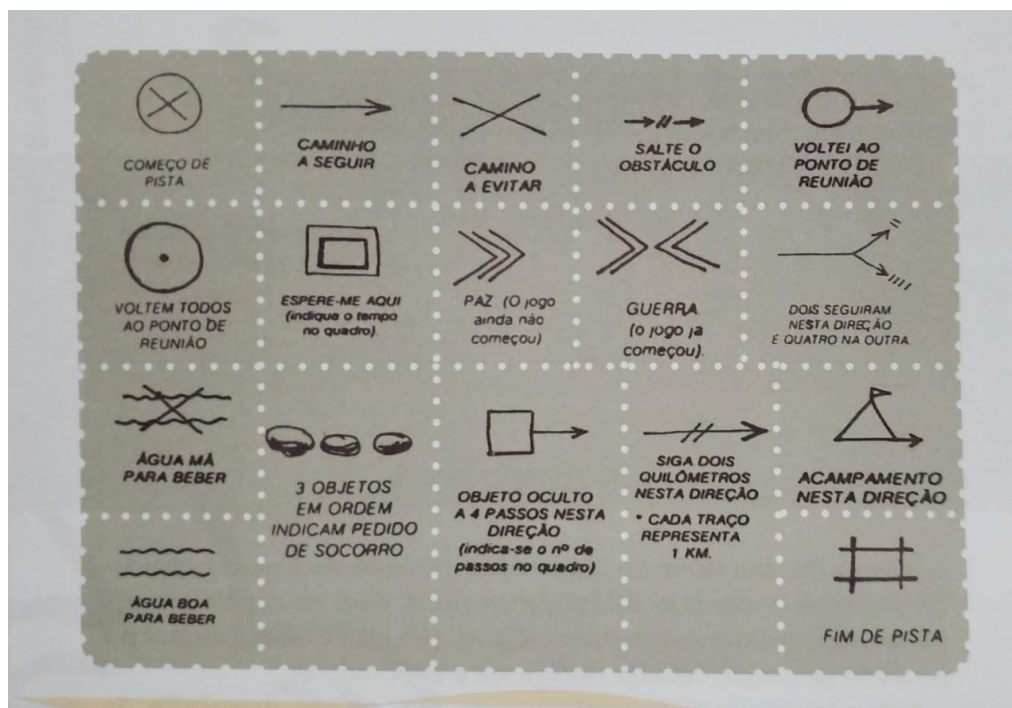 COMEÇO DE
PISTA
CAMINHO
A SEGUIR
CAMINO
A EVITAR
SALTE O
OBSTÁCULO
VOLTEI AO
PONTO DE
REUNIÃO
VOLTEM TODOS
AO PONTO DE
REUNIÃO
ESPERE-ME AQUI
(indique o tempo
no quadro).
PAZ (O jogo
ainda não
começou)
GUERRA.
(o jogo já
começou).
DOIS SEGUIRAM
NESTA DIREÇÃO
E QUATRO NA OUTRA.
ÁGUA MÁ
PARA BEBER
3 OBJETOS
EM ORDEM
INDICAM PEDIDO
DE SOCORRO
OBJETO OCULTO
A 4 PASSOS NESTA
DIREÇÃO
(indica-se o nº de
passos no quadro)
SIGA DOIS
QUILÔMETROS
NESTA DIREÇÃO
* CADA TRAÇO
REPRESENTA
1 KM.
ACAMPAMENTO
NESTA DIREÇÃO
ÁGUA BOA
PARA BEBER
FIM DE PISTA